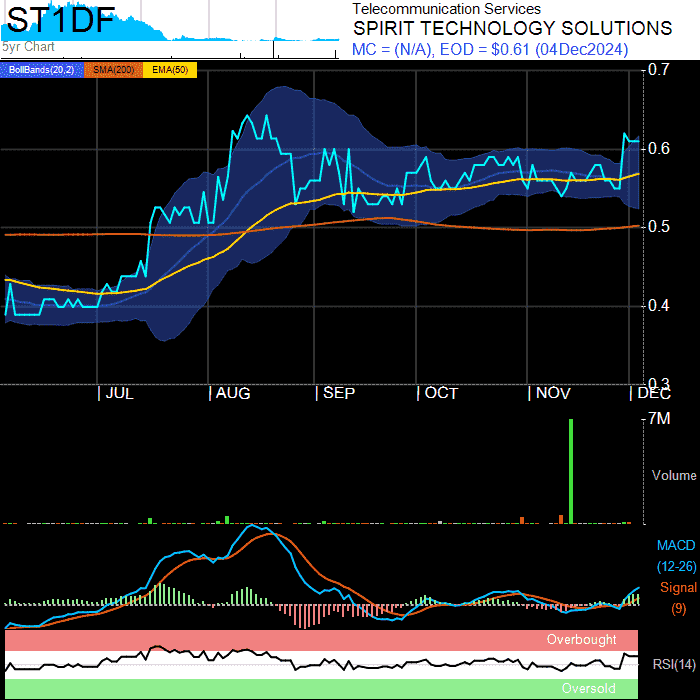 ST1DF
5yr Chart
Telecommunication Services
SPIRIT TECHNOLOGY SOLUTIONS
MC = (N/A), EOD = $0.61 (04Dec2024)
BollBands(20,2) SMA(200) EMA(50)
0.7
0.6
0.5
0.4
0.3
JUL AUG SEP OCT NOV DEC
7M
Volume
MACD
(12-26)
Signal
(9)
Overbought
RSI(14)
Oversold